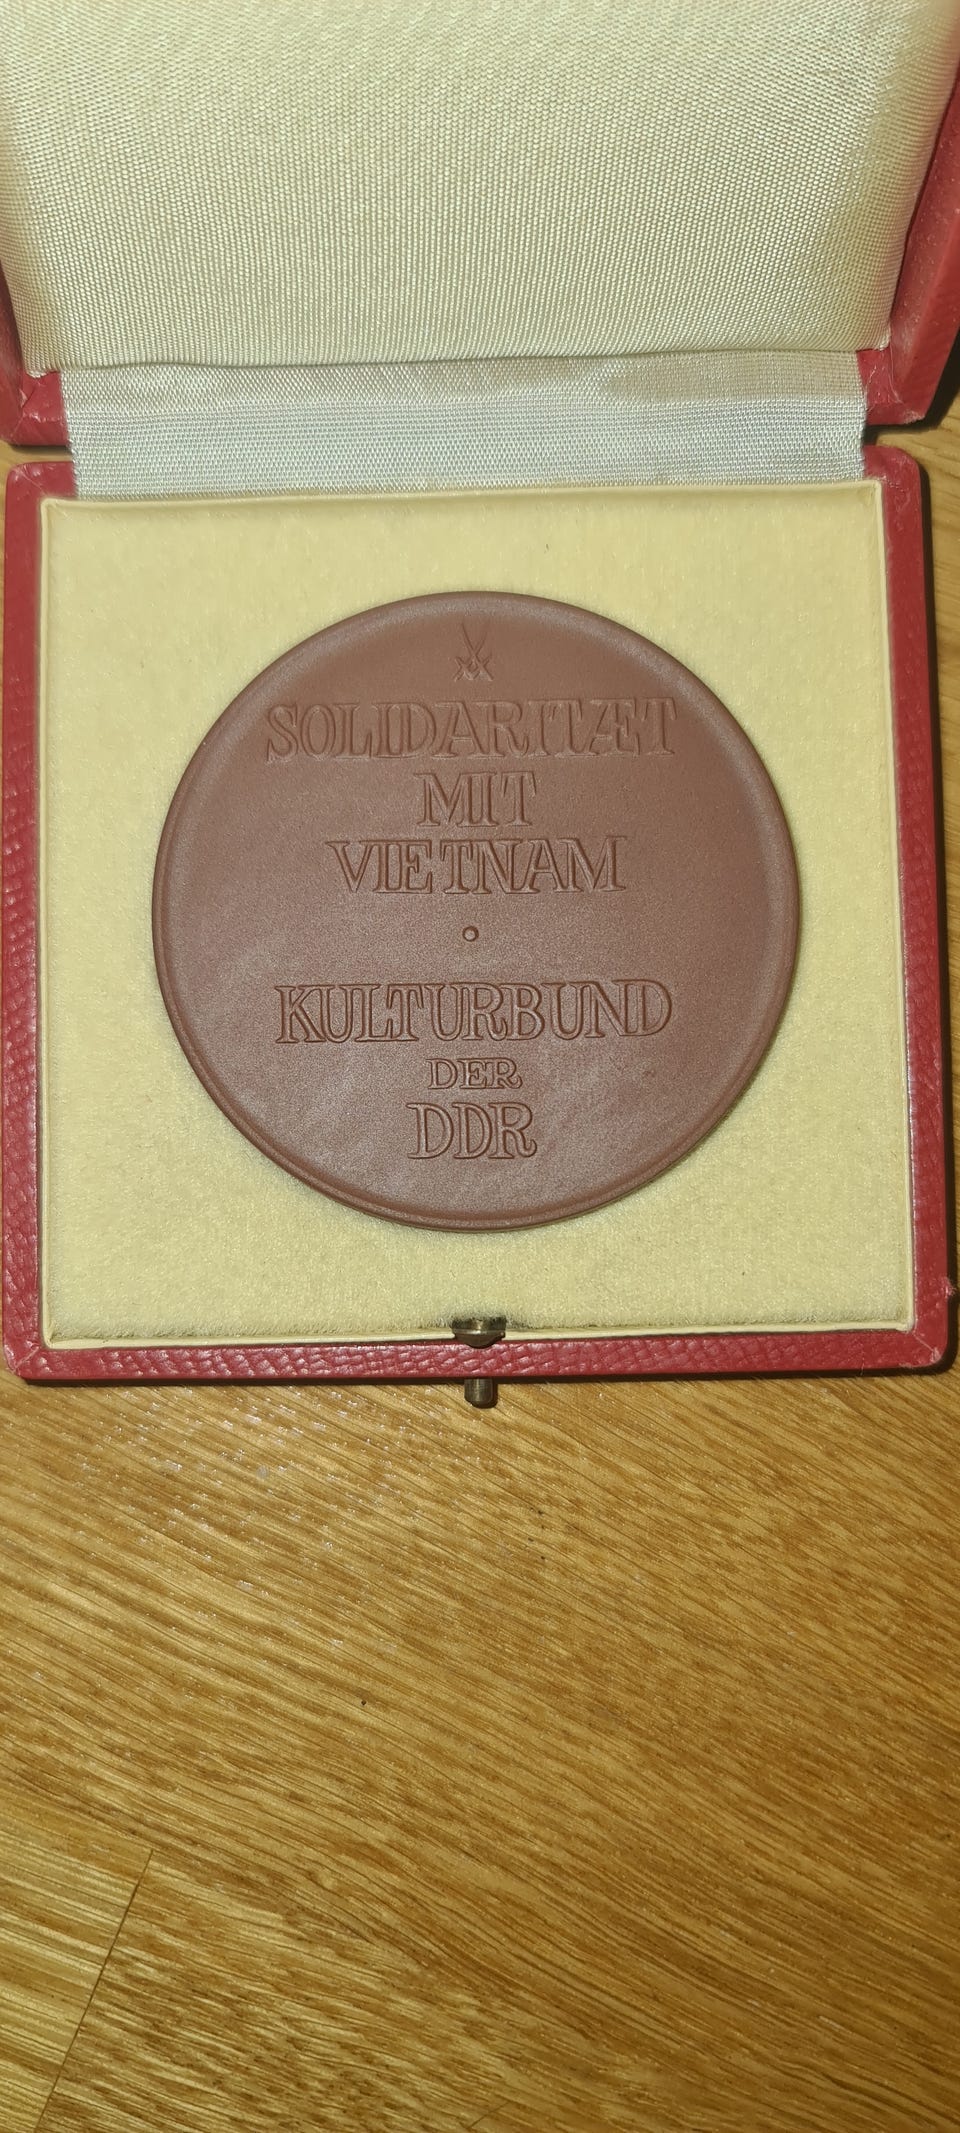 SOLIDARITÆT
MIT
VIETNAM
KULTURBUND
DER
DDR